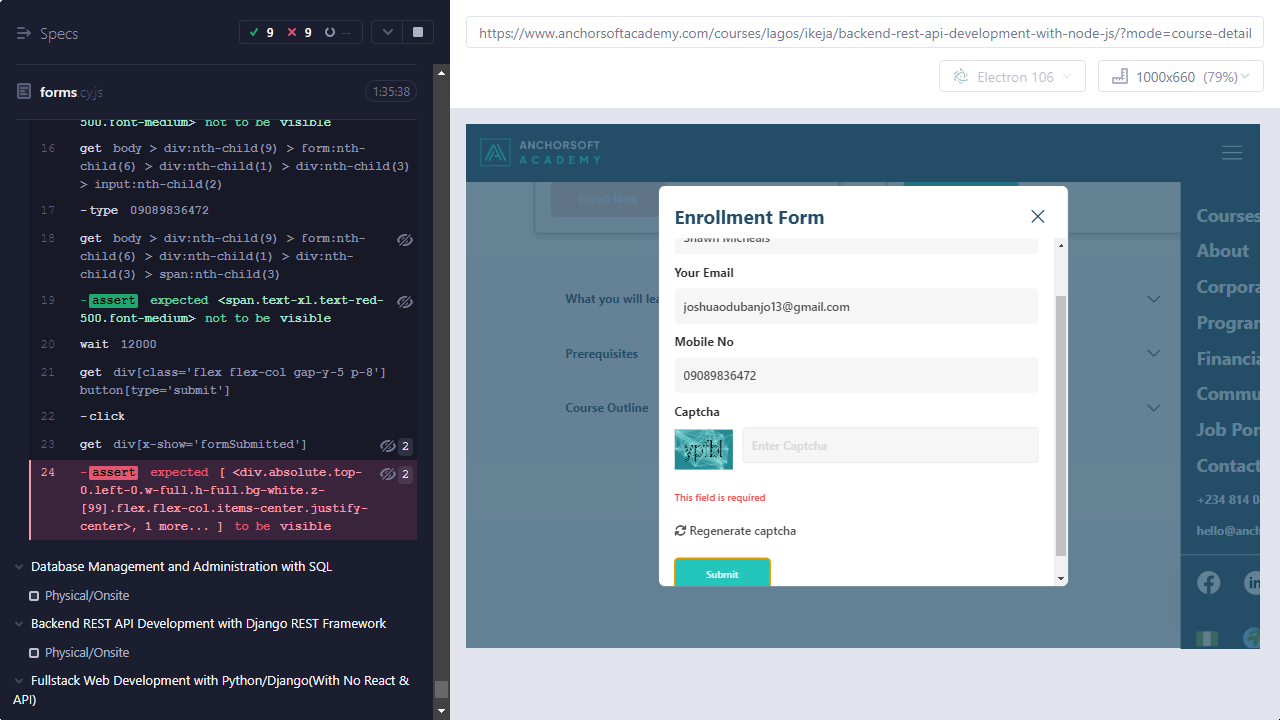 Specs
9
9
--
forms.cy.js
1:35:38
500.font-medium> not to be visible
16 get body > div:nth-child(9) > form:nth-
child(6) > div:nth-child(1) > div:nth-child(3)
> input:nth-child(2)
17 -type 09089836472
18 get body > div:nth-child(9) > form:nth-
child(6) > div:nth-child(1) > div:nth-
child(3) > span:nth-child(3)
19 -assert expected <span.text-xl.text-red-
500.font-medium> not to be visible
20 wait 12000
21 get div[class='flex flex-col gap-y-5 p-8']
button[type='submit']
22 -click
23 get div[x-show='formSubmitted'] 2
24 -assert expected [ <div.absolute.top- 2
0.left-0.w-full.h-full.bg-white.z-
[99].flex.flex-col.items-center.justify-
center>, 1 more... ] to be visible
Database Management and Administration with SQL
Physical/Onsite
Backend REST API Development with Django REST Framework
Physical/Onsite
Fullstack Web Development with Python/Django(With No React &
API)
https://www.anchorsoftacademy.com/courses/lagos/ikeja/backend-rest-api-development-with-node-js/?mode=course-detail
Electron 106
1000x660 (79%)
ANCHORSOFT
ACADEMY
Enroll Now
Enrollment Form
Shawn Micheals
Your Email
joshuaodubanjo13@gmail.com
Mobile No
09089836472
Captcha
Enter Captcha
This field is required
Regenerate captcha
Submit
What you will lea
Prerequisites
Course Outline
Courses
About
Corpora
Program
Financia
Commu
Job Por
Contact
+234 814 0
hello@anch